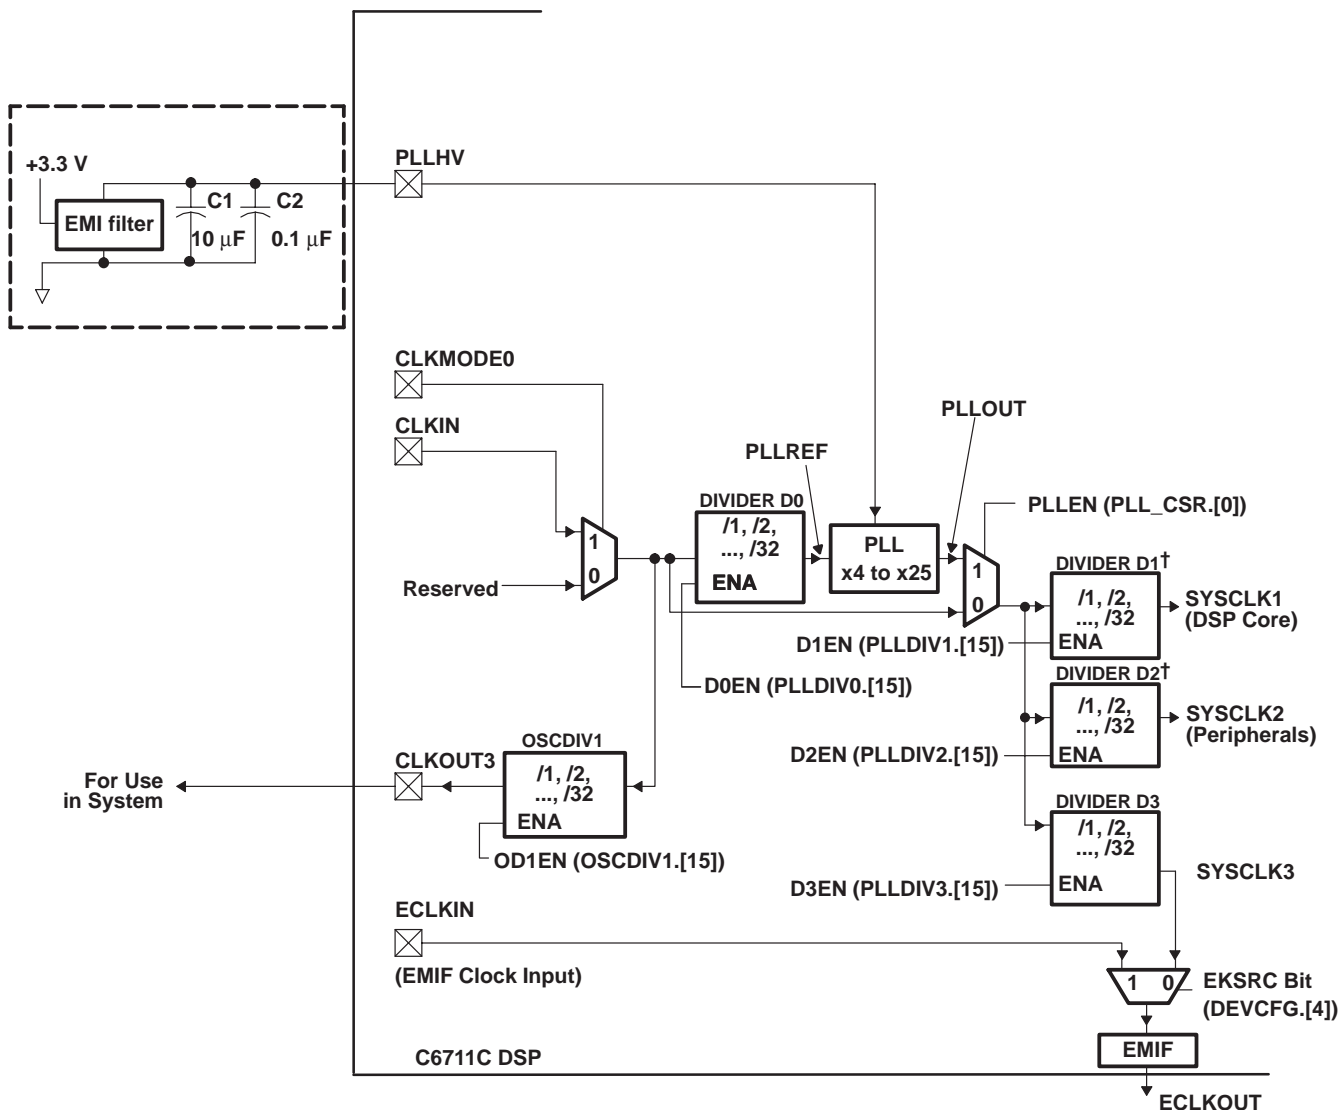 +3.3 V
EMI filter
C1
10 µF
C2
0.1 µF
PLLHV
CLKMODE0
CLKIN
Reserved
1
0
DIVIDER D0
/1, /2,
..., /32
ENA
D0EN (PLLDIV0.[15])
PLLREF
PLL
x4 to x25
PLLOUT
PLLEN (PLL_CSR.[0])
1
0
DIVIDER D1†
/1, /2,
..., /32
ENA
SYSCLK1
(DSP Core)
D1EN (PLLDIV1.[15])
DIVIDER D2†
/1, /2,
..., /32
ENA
SYSCLK2
(Peripherals)
D2EN (PLLDIV2.[15])
DIVIDER D3
/1, /2,
..., /32
ENA
SYSCLK3
D3EN (PLLDIV3.[15])
OSCDIV1
/1, /2,
..., /32
ENA
OD1EN (OSCDIV1.[15])
CLKOUT3
For Use
in System
ECLKIN
(EMIF Clock Input)
1 0
EKSRC Bit
(DEVCFG.[4])
EMIF
C6711C DSP
ECLKOUT